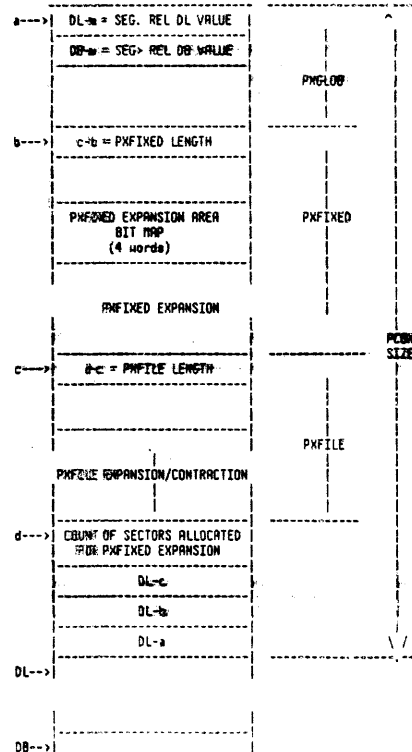 a---> DL-a = SEG. REL DL VALUE
DB-a = SEG> REL DB VALUE
PXGLOB
b---> c-b = PXFIXED LENGTH
PXFIXED EXPANSION AREA
BIT MAP
(4 words)
PXFIXED
PXFIXED EXPANSION
PCBX
SIZE
c---> d-c = PXFILE LENGTH
PXFILE
PXFILE EXPANSION/CONTRACTION
d---> COUNT OF SECTORS ALLOCATED
FOR PXFIXED EXPANSION
DL-c
DL-b
DL-a
DL-->
DB-->